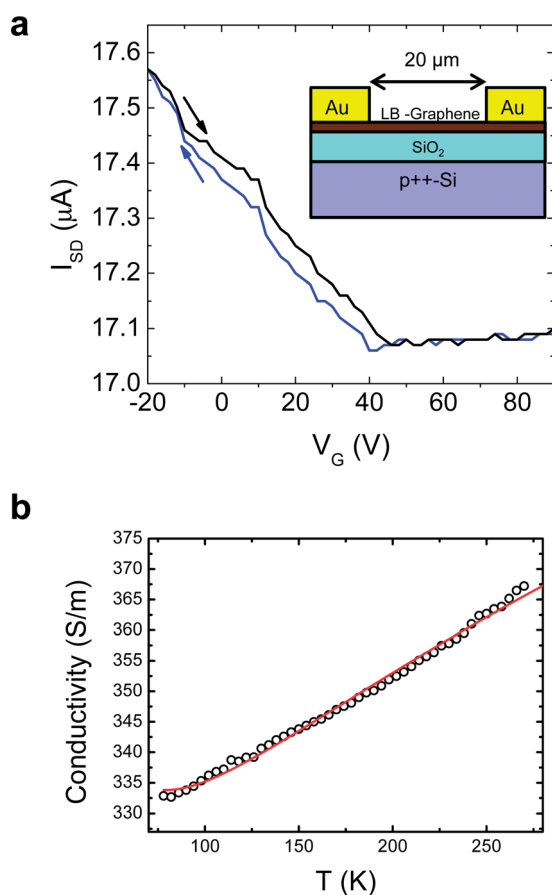 a
17.6
17.5
17.4
17.3
17.2
17.1
17.0
I_SD (μA)
-20 0 20 40 60 80
V_G (V)
20 μm
Au Au
LB -Graphene
SiO₂
p++-Si
b
375
370
365
360
355
350
345
340
335
330
Conductivity (S/m)
100 150 200 250
T (K)